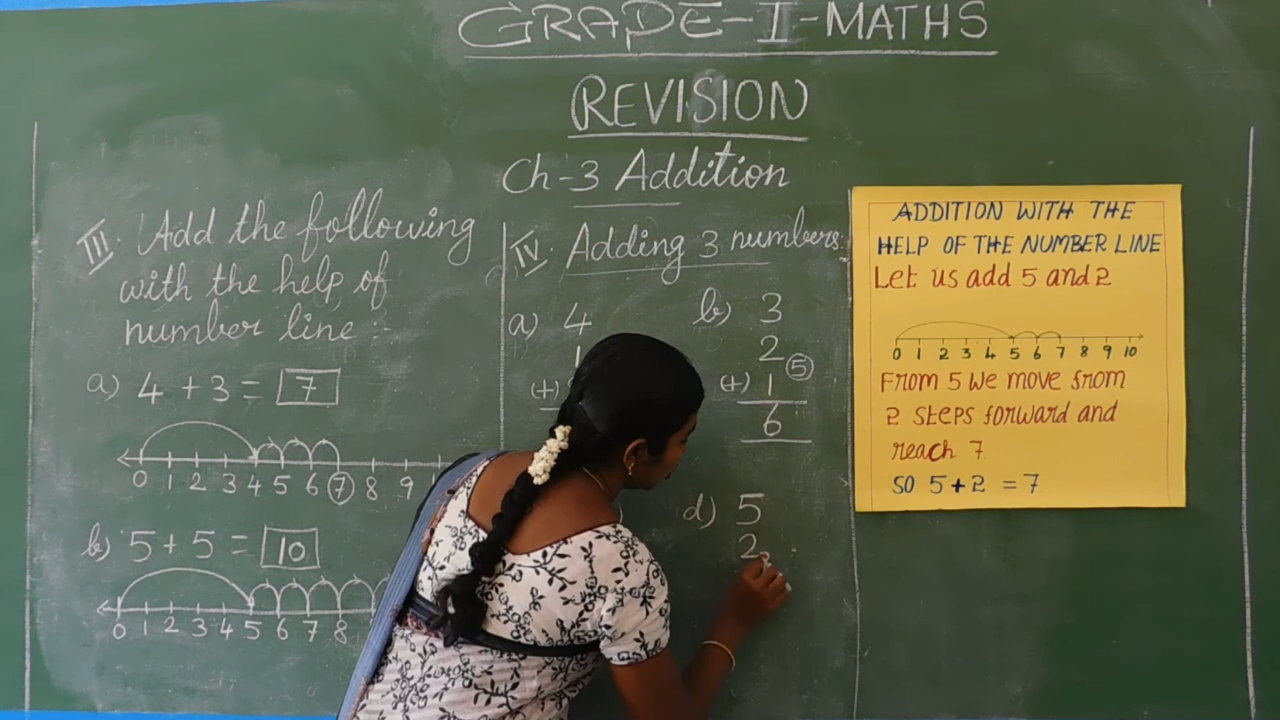 GRADE-I-MATHS
REVISION
Ch-3 Addition
III. Add the following
with the help of
number line :-
a) 4 + 3 = 7
0 1 2 3 4 5 6 7 8 9
b) 5 + 5 = 10
0 1 2 3 4 5 6 7 8
IV. Adding 3 numbers:
a) 4
1
(+)
b) 3
2 5
(+) 1
6
d) 5
2
ADDITION WITH THE
HELP OF THE NUMBER LINE
Let us add 5 and 2
0 1 2 3 4 5 6 7 8 9 10
From 5 we move from
2 steps forward and
reach 7.
SO 5+2 = 7